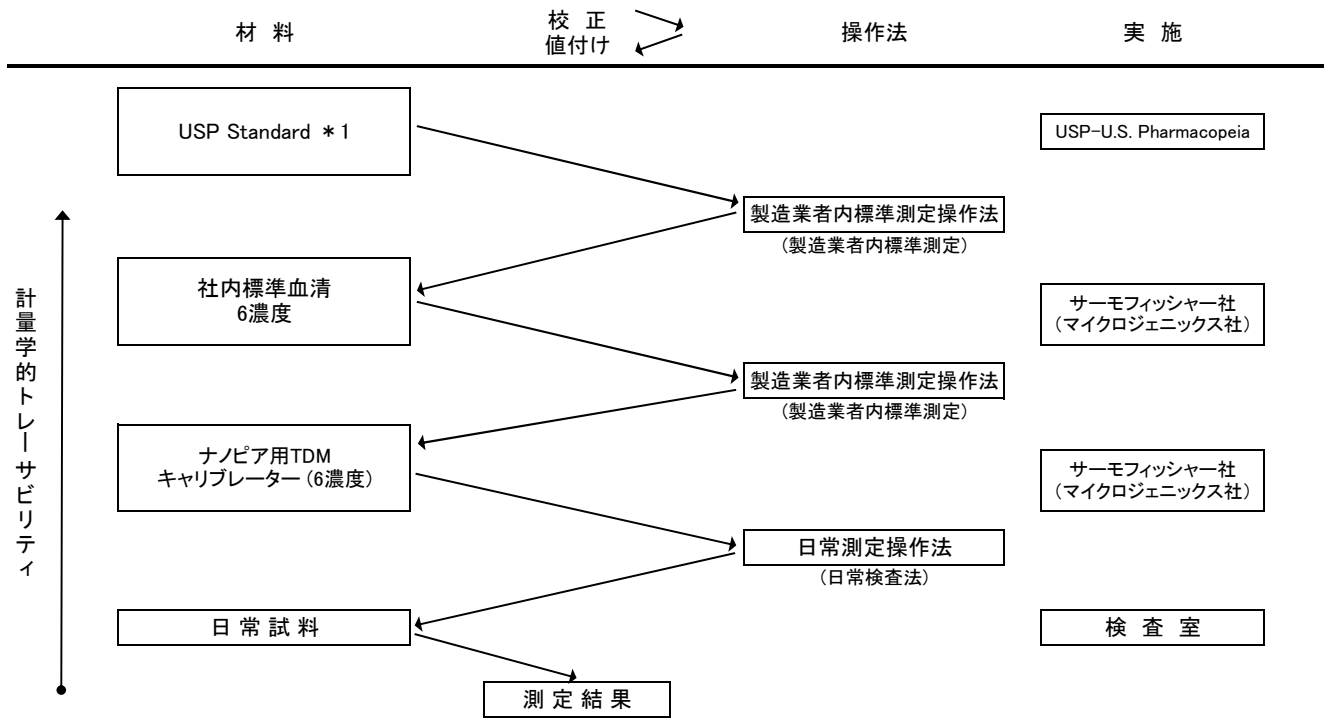 材料
校正
値付け
操作法
実施
USP Standard *1
USP-U.S. Pharmacopeia
製造業者内標準測定操作法
(製造業者内標準測定)
社内標準血清
6濃度
サーモフィッシャー社
(マイクロジェニックス社)
製造業者内標準測定操作法
(製造業者内標準測定)
ナノピア用TDM
キャリブレーター(6濃度)
サーモフィッシャー社
(マイクロジェニックス社)
日常測定操作法
(日常検査法)
日常試料
検査室
測定結果
計量学的トレーサビリティ